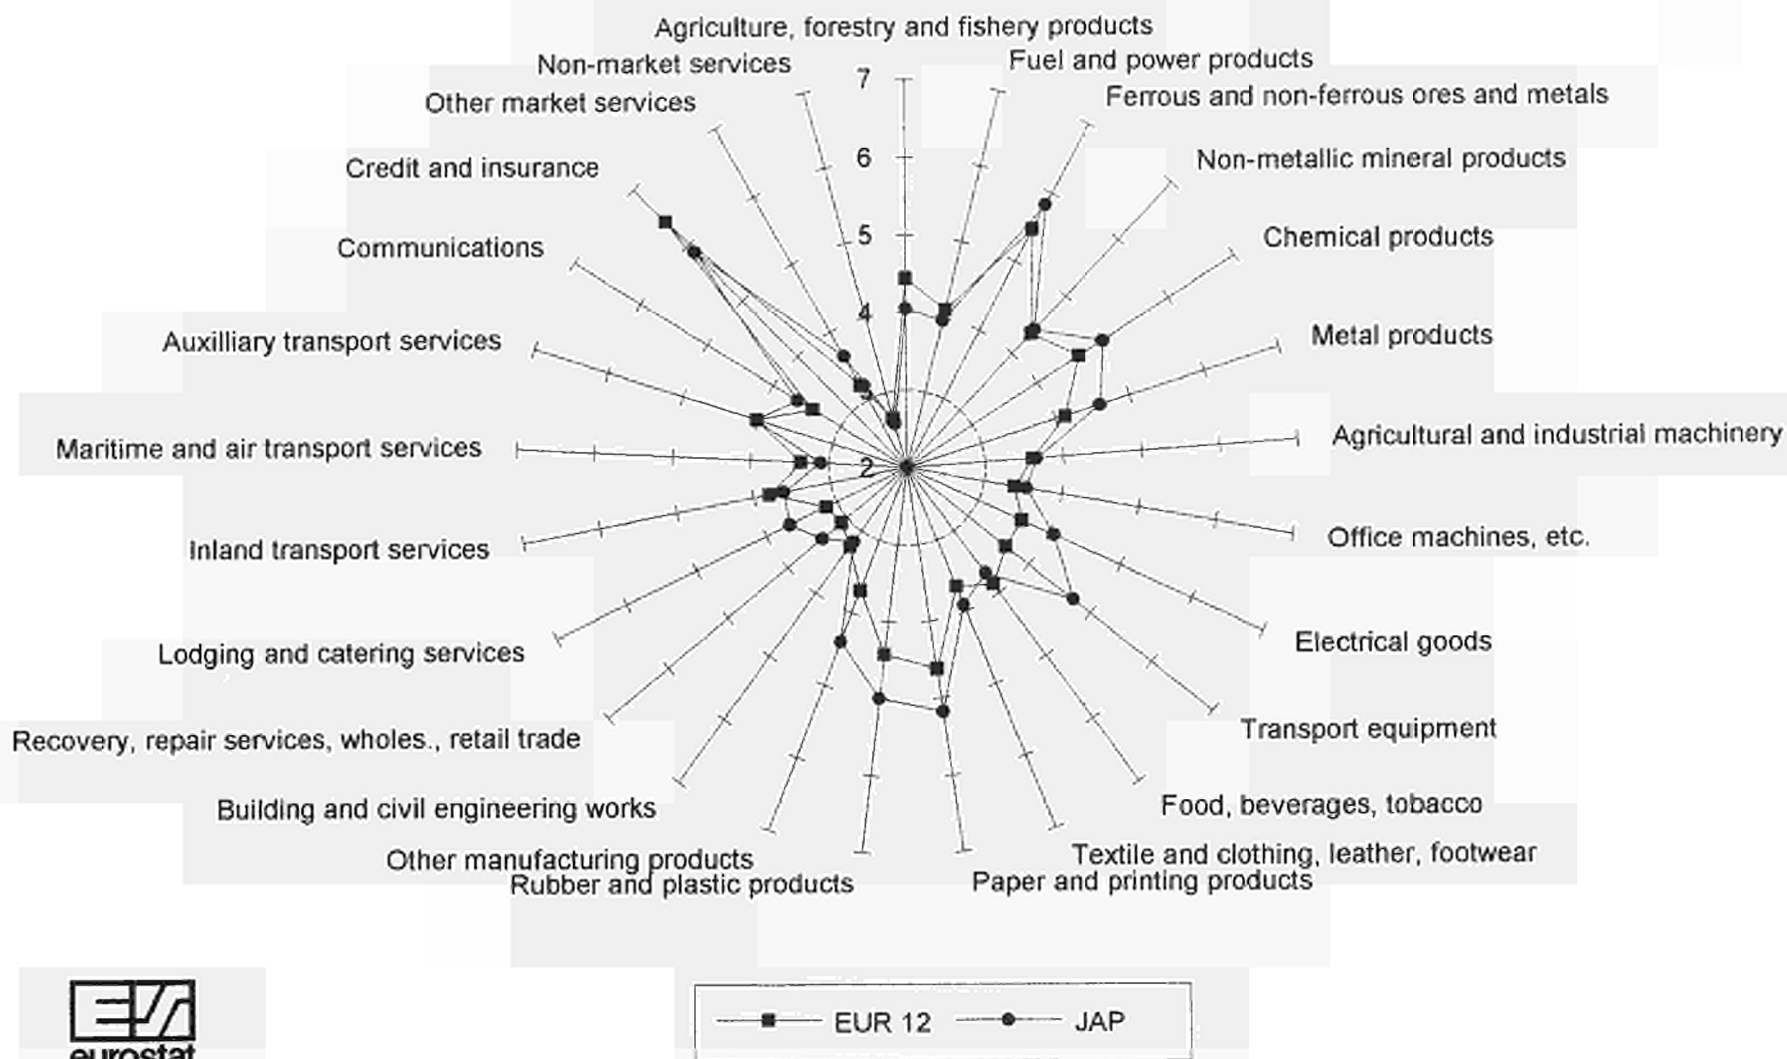 Agriculture, forestry and fishery products
Non-market services
Fuel and power products
Other market services
Ferrous and non-ferrous ores and metals
Credit and insurance
Non-metallic mineral products
Communications
Chemical products
Auxilliary transport services
Metal products
Maritime and air transport services
Agricultural and industrial machinery
Inland transport services
Office machines, etc.
Lodging and catering services
Electrical goods
Recovery, repair services, wholes., retail trade
Transport equipment
Building and civil engineering works
Food, beverages, tobacco
Other manufacturing products
Textile and clothing, leather, footwear
Rubber and plastic products
Paper and printing products
7
6
5
4
3
2
EUR 12
JAP
eurostat